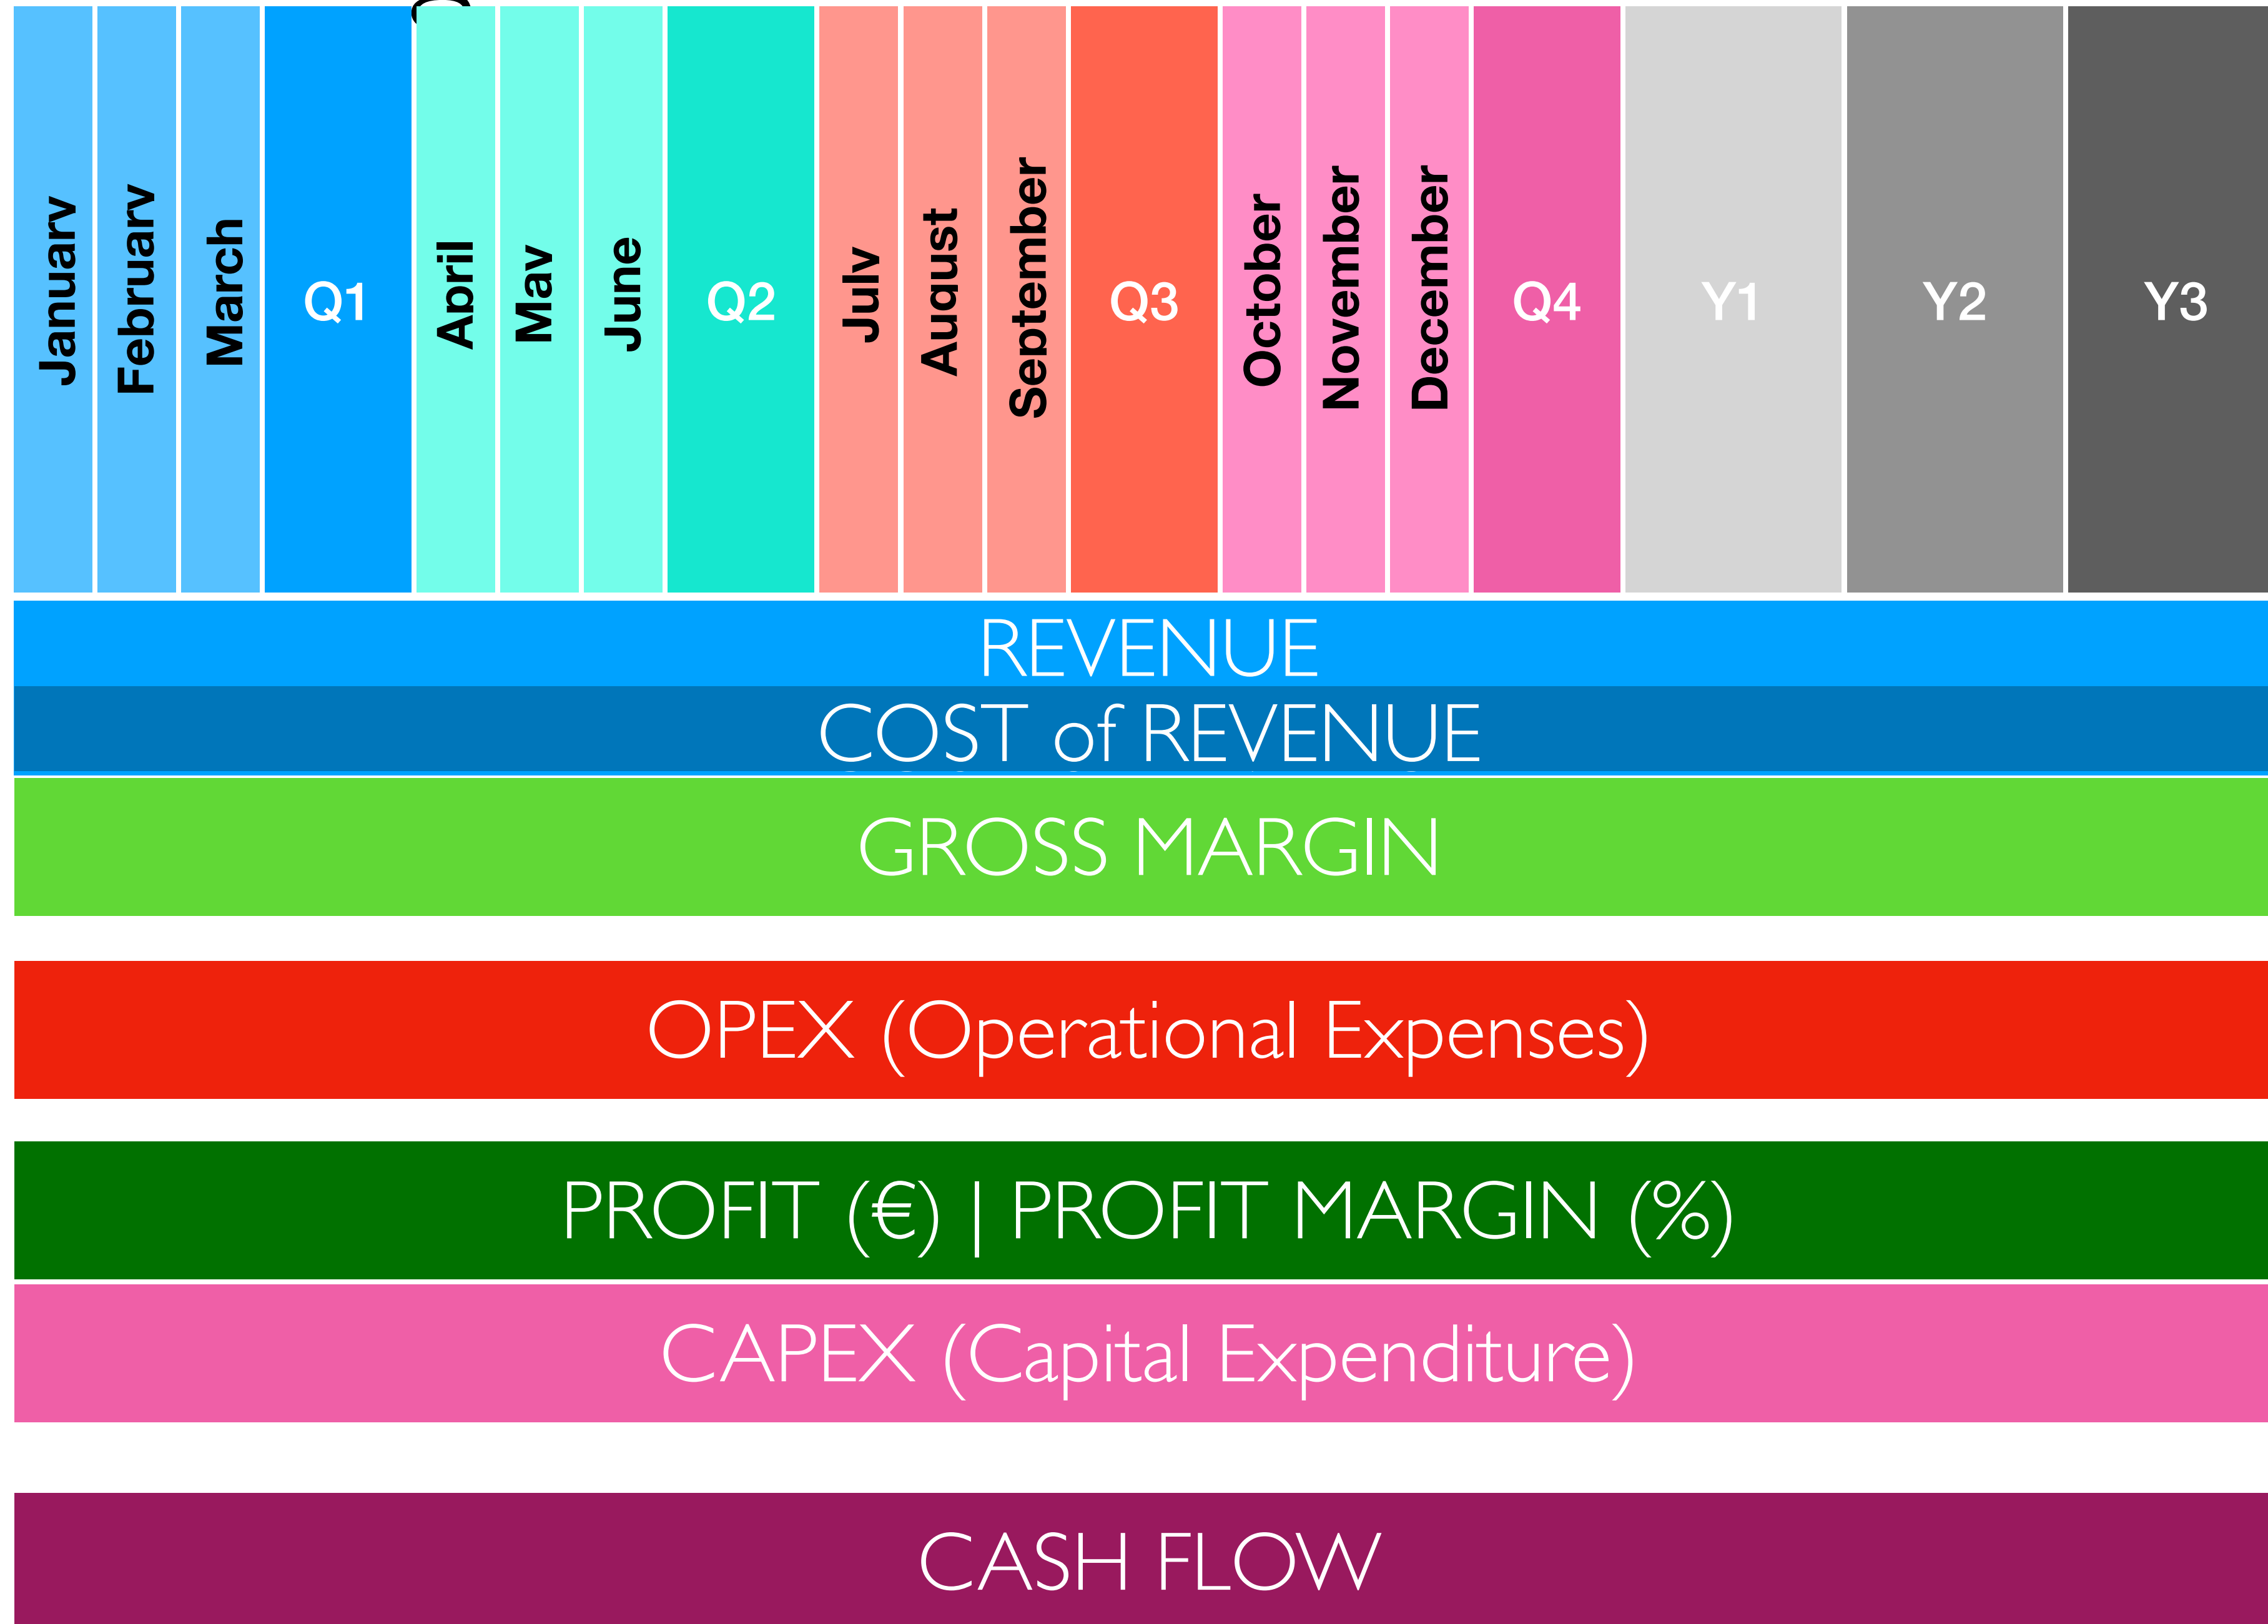 January
February
March
Q1
April
May
June
Q2
July
August
September
Q3
October
November
December
Q4
Y1
Y2
Y3
REVENUE
COST of REVENUE
GROSS MARGIN
OPEX (Operational Expenses)
PROFIT (€) | PROFIT MARGIN (%)
CAPEX (Capital Expenditure)
CASH FLOW